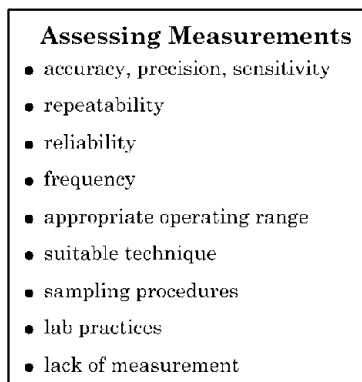 Assessing Measurements
• accuracy, precision, sensitivity
• repeatability
• reliability
• frequency
• appropriate operating range
• suitable technique
• sampling procedures
• lab practices
• lack of measurement